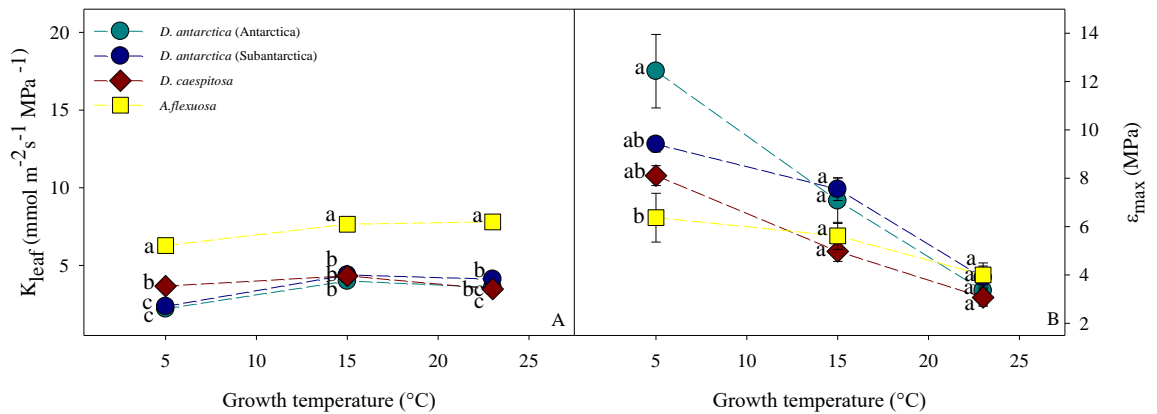 K_leaf (mmol m⁻²s⁻¹ MPa ⁻¹)
20
15
10
5
D. antarctica (Antarctica)
D. antarctica (Subantarctica)
D. caespitosa
A.flexuosa
a
b
c
c
a
b
b
b
a
b
bc
c
A
5
10
15
20
25
Growth temperature (°C)
a
ab
ab
b
a
a
a
a
a
a
a
a
B
5
10
15
20
25
Growth temperature (°C)
14
12
10
8
6
4
2
ε_max (MPa)